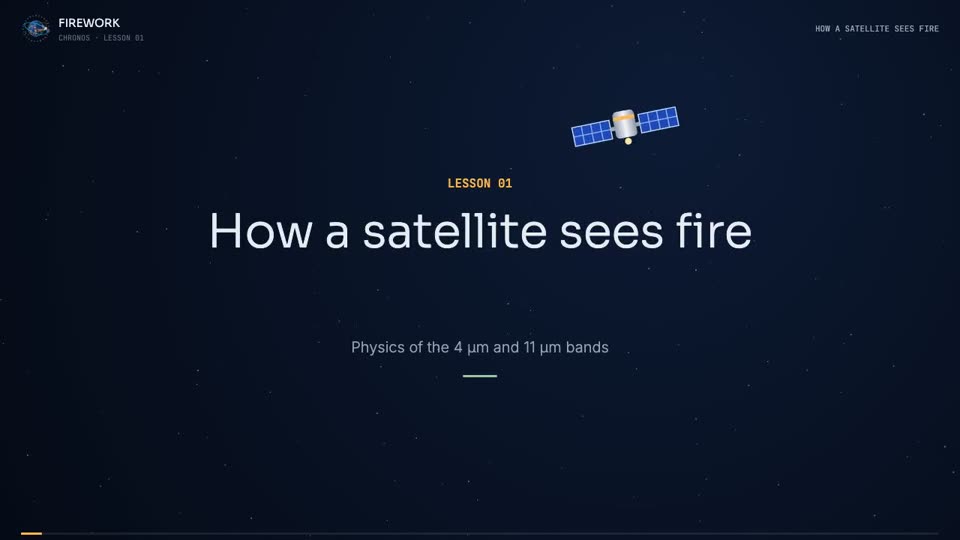 FIREWORK
CHRONOS · LESSON 01
HOW A SATELLITE SEES FIRE
LESSON 01
How a satellite sees fire
Physics of the 4 µm and 11 µm bands